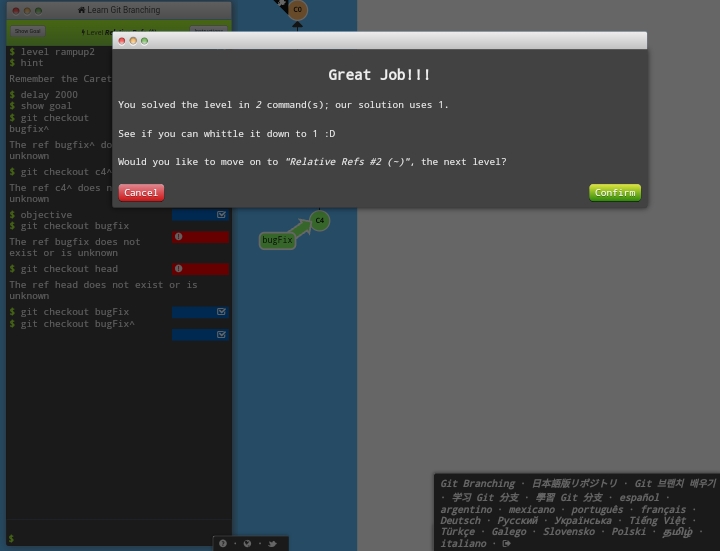 Learn Git Branching
C0
Show Goal
Level
$ level rampup2
$ hint
Remember the Caret
$ delay 2000
$ show goal
$ git checkout
bugfix^
The ref bugfix^ do
unknown
$ git checkout c4^
The ref c4^ does n
unknown
$ objective
$ git checkout bugfix
The ref bugfix does not
exist or is unknown
$ git checkout head
The ref head does not exist or is
unknown
$ git checkout bugFix
$ git checkout bugFix^
$
Great Job!!!
You solved the level in 2 command(s); our solution uses 1.
See if you can whittle it down to 1 :D
Would you like to move on to "Relative Refs #2 (~)", the next level?
Cancel
Confirm
C4
bugFix
Git Branching · 日本語版リポジトリ · Git 브랜치 배우기
· 学习 Git 分支 · 學習 Git 分支 · español ·
argentino · mexicano · português · français ·
Deutsch · Русский · Українська · Tiếng Việt ·
Türkçe · Galego · Slovensko · Polski · தமிழ் ·
italiano ·